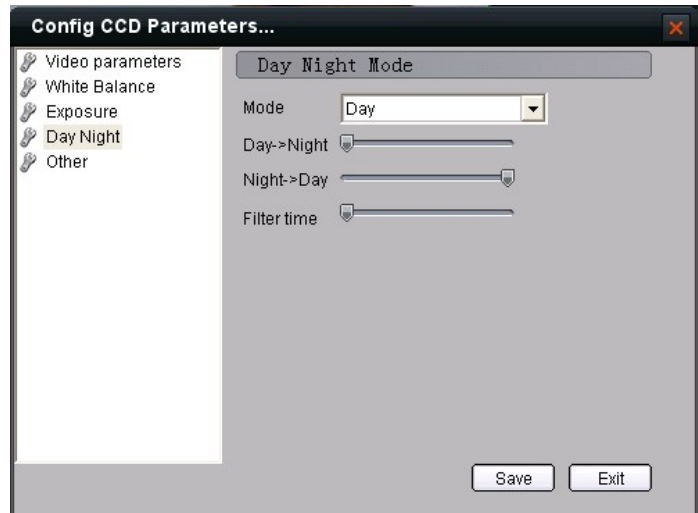 Config CCD Parameters...
Video parameters
White Balance
Exposure
Day Night
Other
Day Night Mode
Mode
Day
Day->Night
Night->Day
Filter time
Save
Exit